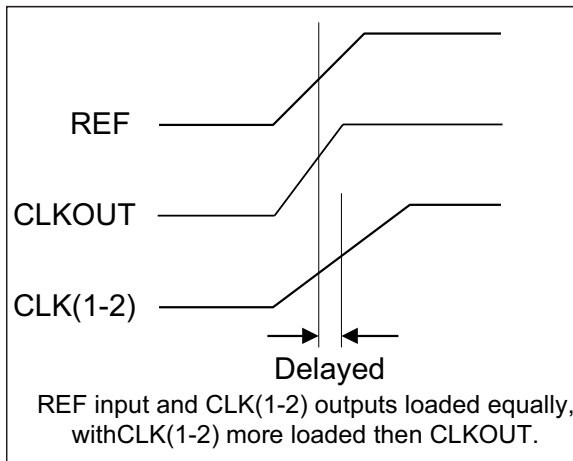 REF
CLKOUT
CLK(1-2)
Delayed
REF input and CLK(1-2) outputs loaded equally,
withCLK(1-2) more loaded then CLKOUT.